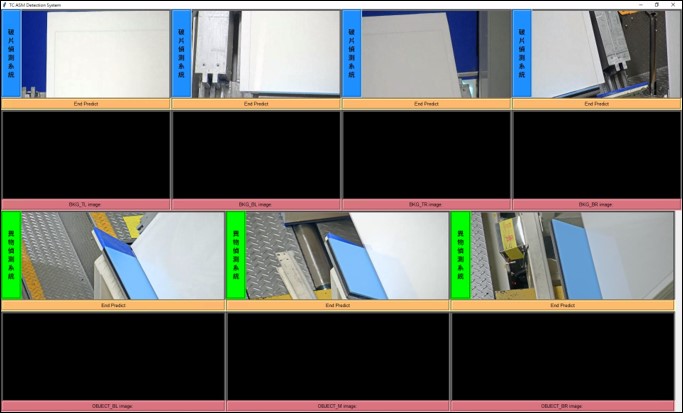 TC ASM Detection System
破片偵測系統
破片偵測系統
破片偵測系統
破片偵測系統
End Predict
End Predict
End Predict
End Predict
BKG_TL image
BKG_BL image
BKG_TR image
BKG_BR image
異物偵測系統
異物偵測系統
異物偵測系統
End Predict
End Predict
End Predict
OBJECT_BL image
OBJECT_M image
OBJECT_BR image